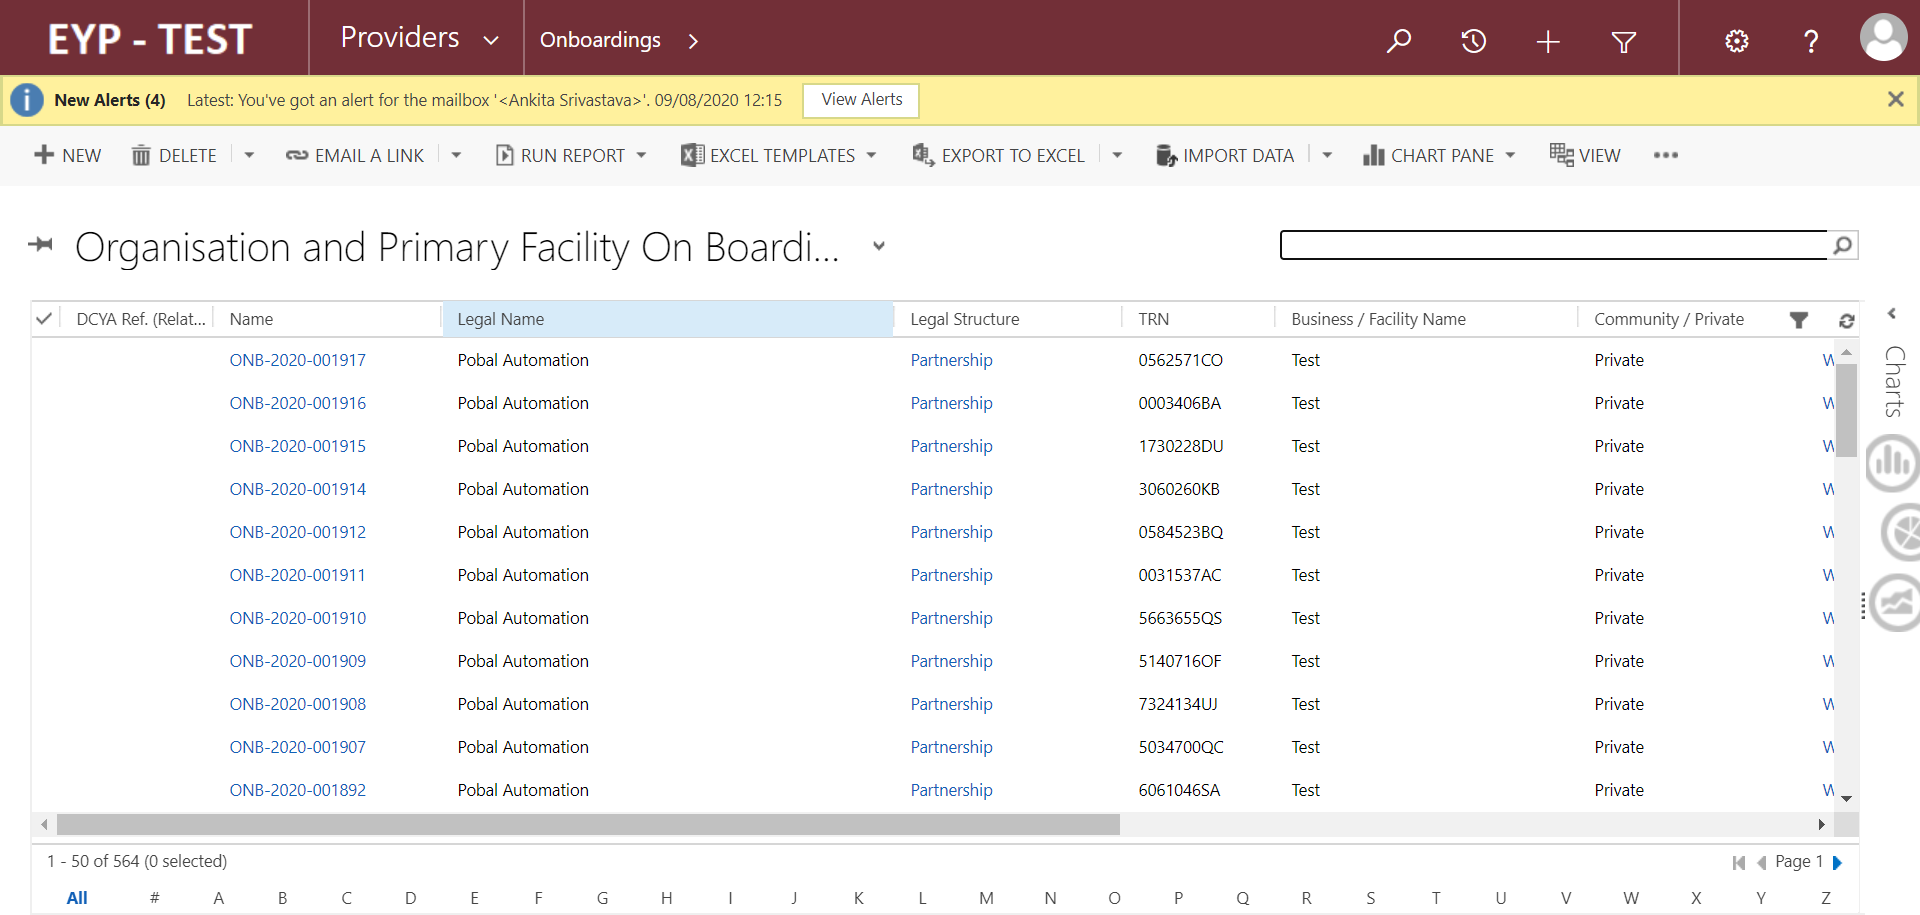 EYP - TEST Providers Onboardings
New Alerts (4) Latest: You've got an alert for the mailbox '<Ankita Srivastava>'. 09/08/2020 12:15 View Alerts
NEW DELETE EMAIL A LINK RUN REPORT EXCEL TEMPLATES EXPORT TO EXCEL IMPORT DATA CHART PANE VIEW
Organisation and Primary Facility On Boardi...
DCYA Ref. (Relat... Name Legal Name Legal Structure TRN Business / Facility Name Community / Private
ONB-2020-001917 Pobal Automation Partnership 0562571CO Test Private W
ONB-2020-001916 Pobal Automation Partnership 0003406BA Test Private W
ONB-2020-001915 Pobal Automation Partnership 1730228DU Test Private W
ONB-2020-001914 Pobal Automation Partnership 3060260KB Test Private W
ONB-2020-001912 Pobal Automation Partnership 0584523BQ Test Private W
ONB-2020-001911 Pobal Automation Partnership 0031537AC Test Private W
ONB-2020-001910 Pobal Automation Partnership 5663655QS Test Private W
ONB-2020-001909 Pobal Automation Partnership 5140716OF Test Private W
ONB-2020-001908 Pobal Automation Partnership 7324134UJ Test Private W
ONB-2020-001907 Pobal Automation Partnership 5034700QC Test Private W
ONB-2020-001892 Pobal Automation Partnership 6061046SA Test Private W
Charts
1 - 50 of 564 (0 selected) Page 1
All # A B C D E F G H I J K L M N O P Q R S T U V W X Y Z